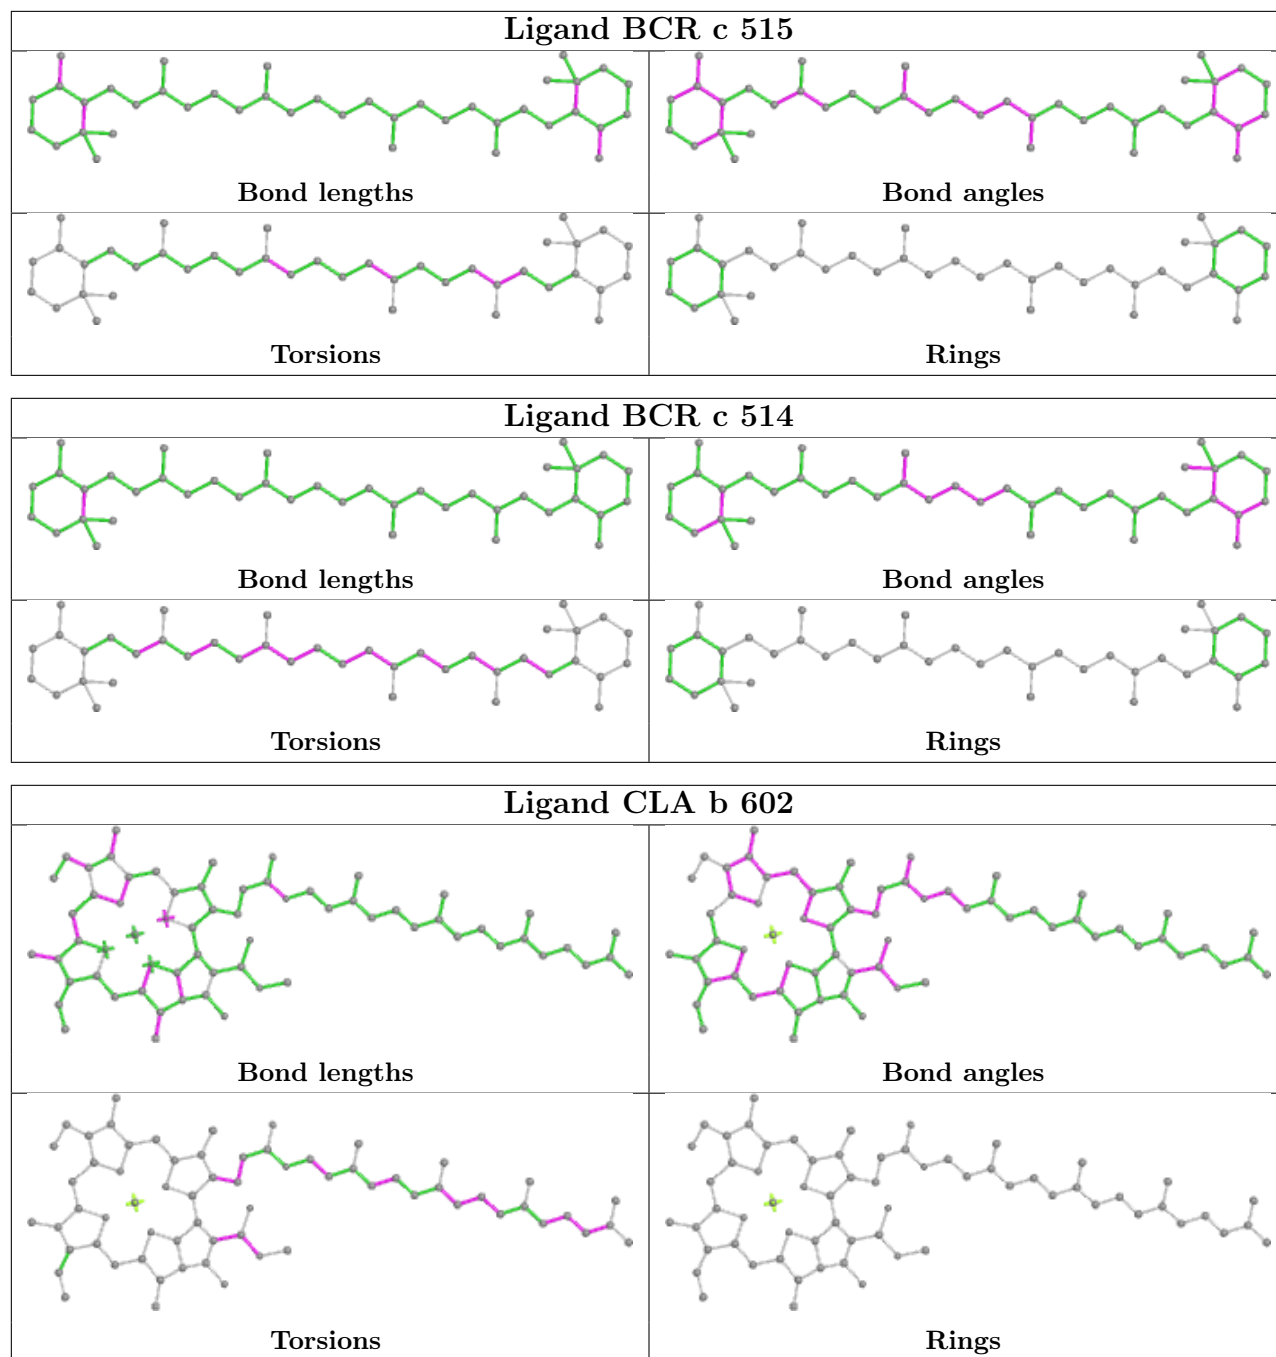 Ligand BCR c 515
Bond lengths
Bond angles
Torsions
Rings
Ligand BCR c 514
Bond lengths
Bond angles
Torsions
Rings
Ligand CLA b 602
Bond lengths
Bond angles
Torsions
Rings